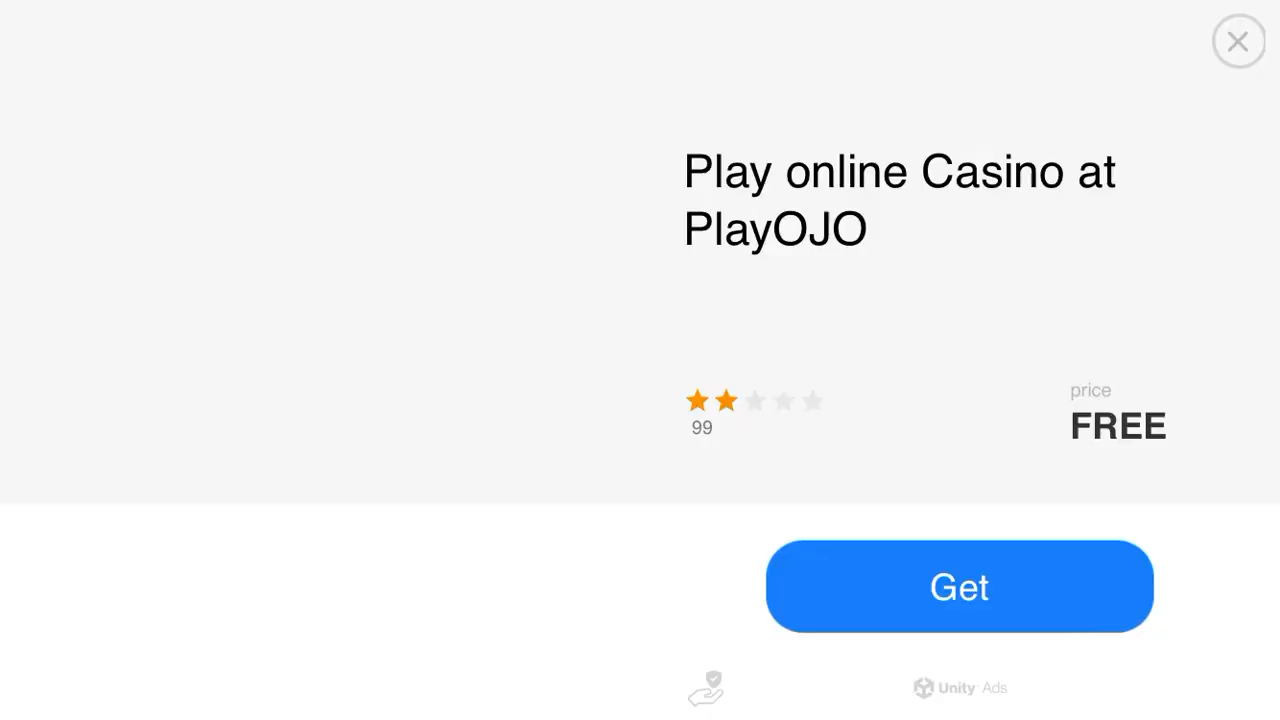 Play online Casino at
PlayOJO
99
price
FREE
Get
Unity Ads